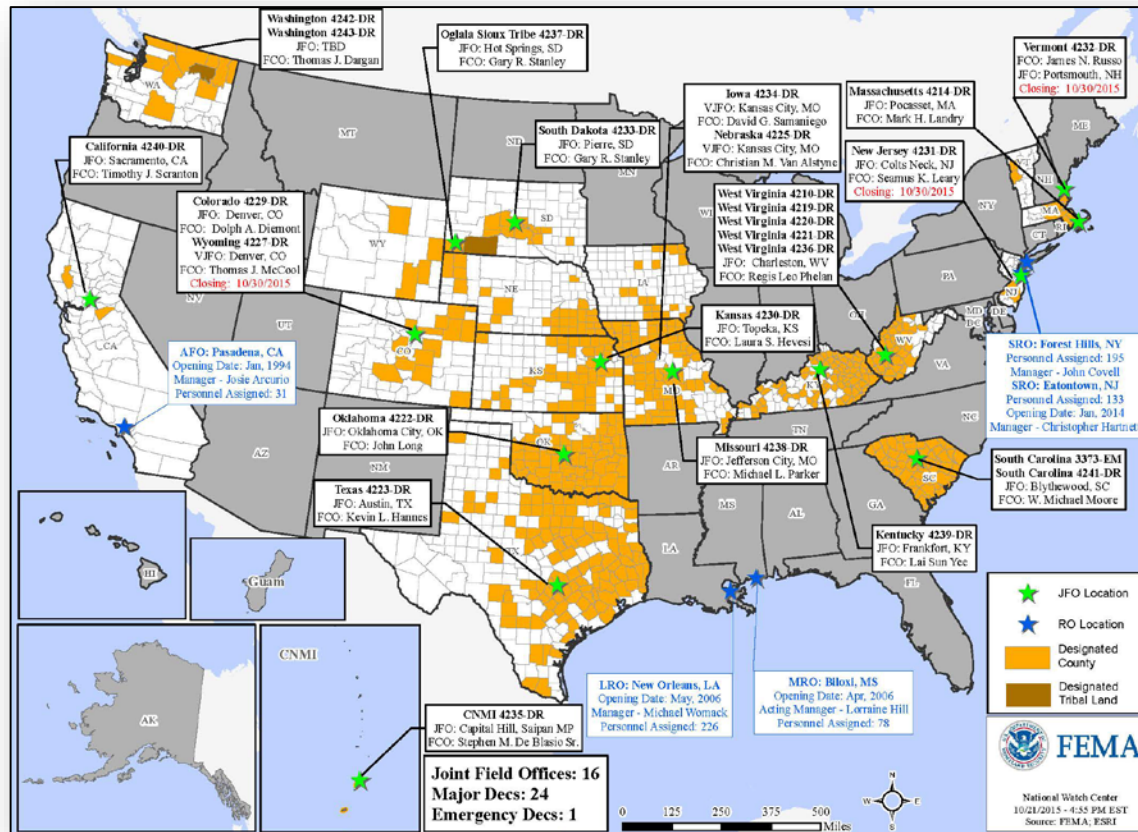 Washington 4242-DR
Washington 4243-DR
JFO: TBD
FCO: Thomas J. Dargan
Oglala Sioux Tribe 4237-DR
JFO: Hot Springs, SD
FCO: Gary R. Stanley
Iowa 4234-DR
VJFO: Kansas City, MO
FCO: David G. Samaniego
Nebraska 4225-DR
VJFO: Kansas City, MO
FCO: Christian M. Van Alstyne
Vermont 4232-DR
FCO: James N. Russo
JFO: Portsmouth, NH
Closing: 10/30/2015
Massachusetts 4214-DR
JFO: Pocasset, MA
FCO: Mark H. Landry
South Dakota 4233-DR
JFO: Pierre, SD
FCO: Gary R. Stanley
California 4240-DR
JFO: Sacramento, CA
FCO: Timothy J. Scranton
New Jersey 4231-DR
JFO: Colts Neck, NJ
FCO: Seamus K. Leary
Closing: 10/30/2015
Colorado 4229-DR
JFO: Denver, CO
FCO: Dolph A. Diemont
Wyoming 4227-DR
VJFO: Denver, CO
FCO: Thomas J. McCool
Closing: 10/30/2015
West Virginia 4210-DR
West Virginia 4219-DR
West Virginia 4220-DR
West Virginia 4221-DR
West Virginia 4236-DR
JFO: Charleston, WV
FCO: Regis Leo Phelan
Kansas 4230-DR
JFO: Topeka, KS
FCO: Laura S. Hevesi
AFO: Pasadena, CA
Opening Date: Jan, 1994
Manager - Josie Arcurio
Personnel Assigned: 31
SRO: Forest Hills, NY
Personnel Assigned: 195
Manager - John Covell
SRO: Eatontown, NJ
Personnel Assigned: 133
Opening Date: Jan, 2014
Manager - Christopher Hartnett
Oklahoma 4222-DR
JFO: Oklahoma City, OK
FCO: John Long
Missouri 4238-DR
JFO: Jefferson City, MO
FCO: Michael L. Parker
South Carolina 3373-EM
South Carolina 4241-DR
JFO: Blythewood, SC
FCO: W. Michael Moore
Texas 4223-DR
JFO: Austin, TX
FCO: Kevin L. Hannes
Kentucky 4239-DR
JFO: Frankfort, KY
FCO: Lai Sun Yee
LRO: New Orleans, LA
Opening Date: May, 2006
Manager - Michael Womack
Personnel Assigned: 226
MRO: Biloxi, MS
Opening Date: Apr, 2006
Acting Manager - Lorraine Hill
Personnel Assigned: 78
CNMI 4235-DR
JFO: Capital Hill, Saipan MP
FCO: Stephen M. De Blasio Sr.
Joint Field Offices: 16
Major Decs: 24
Emergency Decs: 1
WA
MT
ND
MN
SD
WY
WI
NE
IA
NV
UT
CO
CA
KS
MO
AZ
NM
OK
AR
TX
LA
MS
AL
GA
FL
TN
KY
WV
VA
NC
SC
OH
PA
NY
VT
NH
ME
MA
RI
CT
NJ
MD
DE
DC
HI
Guam
AK
CNMI
JFO Location
RO Location
Designated
County
Designated
Tribal Land
FEMA
National Watch Center
10/21/2015 - 4:55 PM EST
Source: FEMA; ESRI
0 50 100 200 300 400 500
Miles
N
W E
S